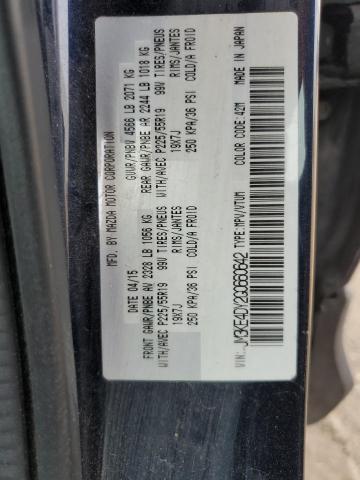 MFD. BY MAZDA MOTOR CORPORATION
DATE 04/15 GVWR/PNBV 4566 LB 2071 KG
FRONT GAWR/PNBE AV 2328 LB 1056 KG REAR GAWR/PNBE AR 2244 LB 1018 KG
WITH/AVEC P225/55R19 99V TIRES/PNEUS WITH/AVEC P225/55R19 99V TIRES/PNEUS
19X7J RIMS/JANTES 19X7J RIMS/JANTES
250 KPA/36 PSI COLD/A FROID 250 KPA/36 PSI COLD/A FROID
COLOR CODE:42M MADE IN JAPAN
VIN: JM3KE4DY2G0660642 TYPE:MPV/VTUM